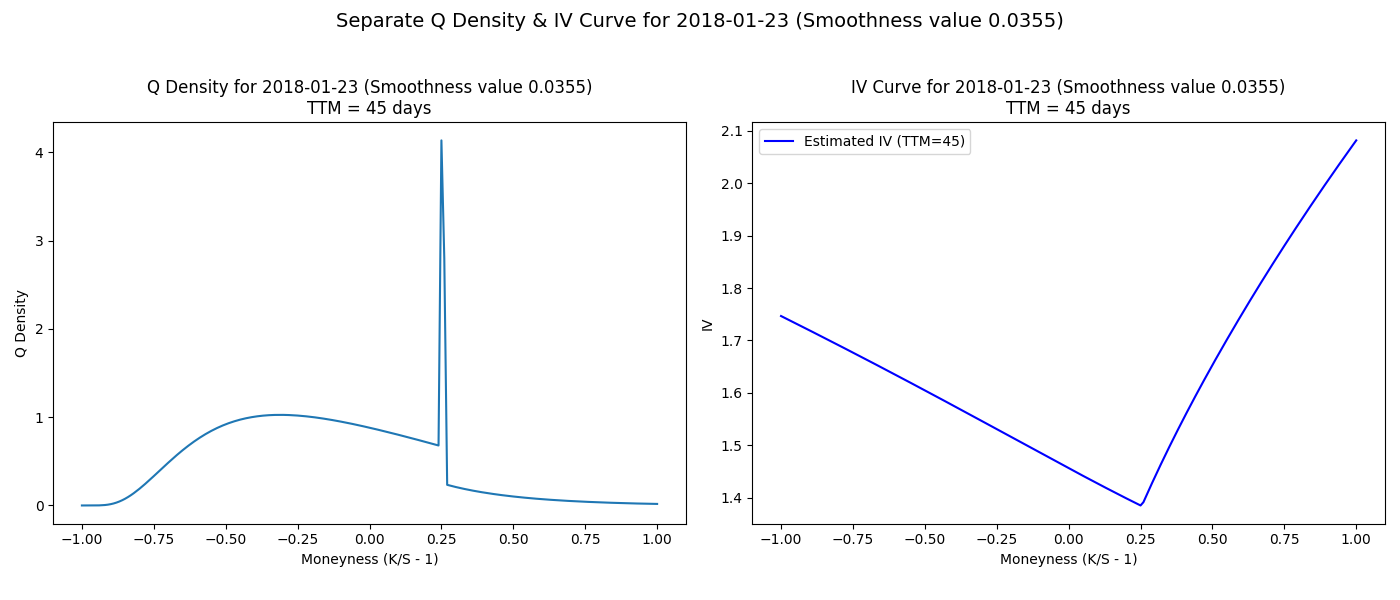 Separate Q Density & IV Curve for 2018-01-23 (Smoothness value 0.0355)
Q Density for 2018-01-23 (Smoothness value 0.0355)
TTM = 45 days
Q Density
4
3
2
1
0
−1.00 −0.75 −0.50 −0.25 0.00 0.25 0.50 0.75 1.00
Moneyness (K/S - 1)
IV Curve for 2018-01-23 (Smoothness value 0.0355)
TTM = 45 days
Estimated IV (TTM=45)
IV
2.1
2.0
1.9
1.8
1.7
1.6
1.5
1.4
−1.00 −0.75 −0.50 −0.25 0.00 0.25 0.50 0.75 1.00
Moneyness (K/S - 1)